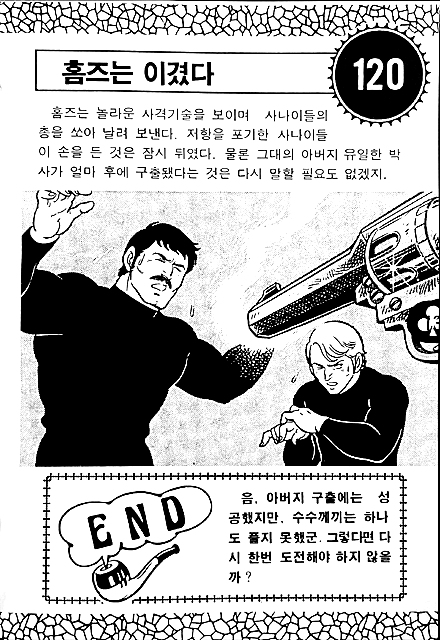 홈즈는 이겼다
120
홈즈는 놀라운 사격기술을 보이며 사나이들의
총을 쏘아 날려 보낸다. 저항을 포기한 사나이들
이 손을 든 것은 잠시 뒤였다. 물론 그대의 아버지 유일한 박
사가 얼마 후에 구출됐다는 것은 다시 말할 필요도 없겠지.
END
음, 아버지 구출에는 성
공했지만, 수수께끼는 하나
도 풀지 못했군. 그렇다면 다
시 한번 도전해야 하지 않을
까?